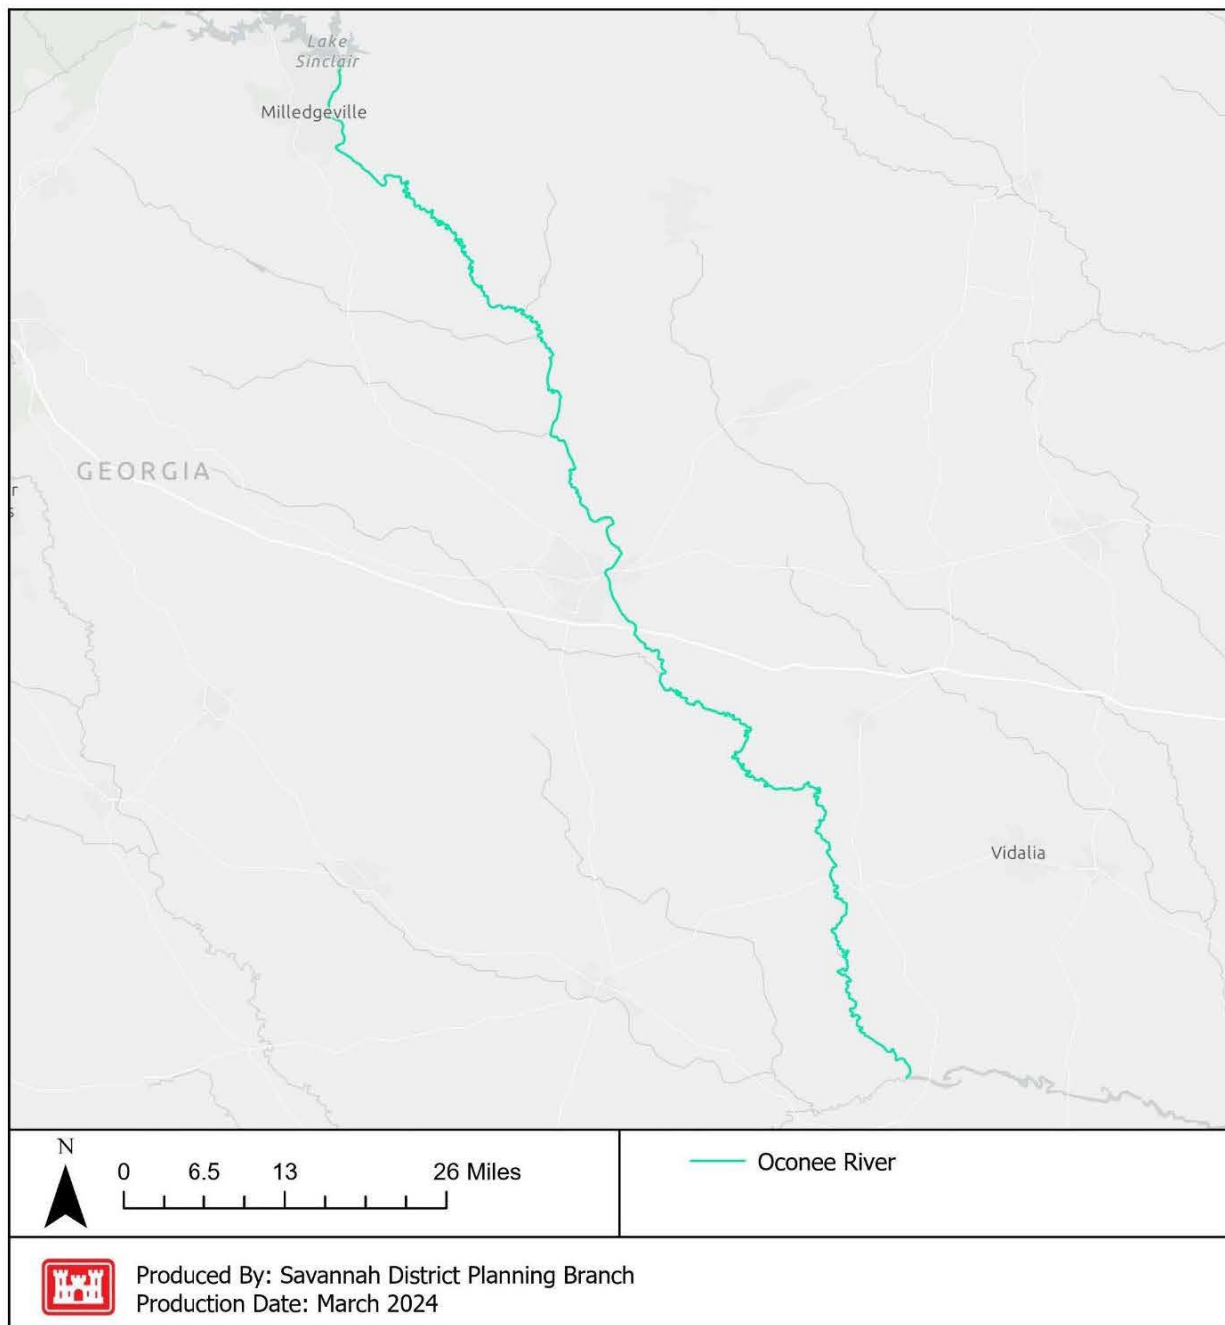 Lake
Sinclair
Milledgeville
GEORGIA
r
s
Vidalia
N
0 6.5 13 26 Miles
Oconee River
Produced By: Savannah District Planning Branch
Production Date: March 2024